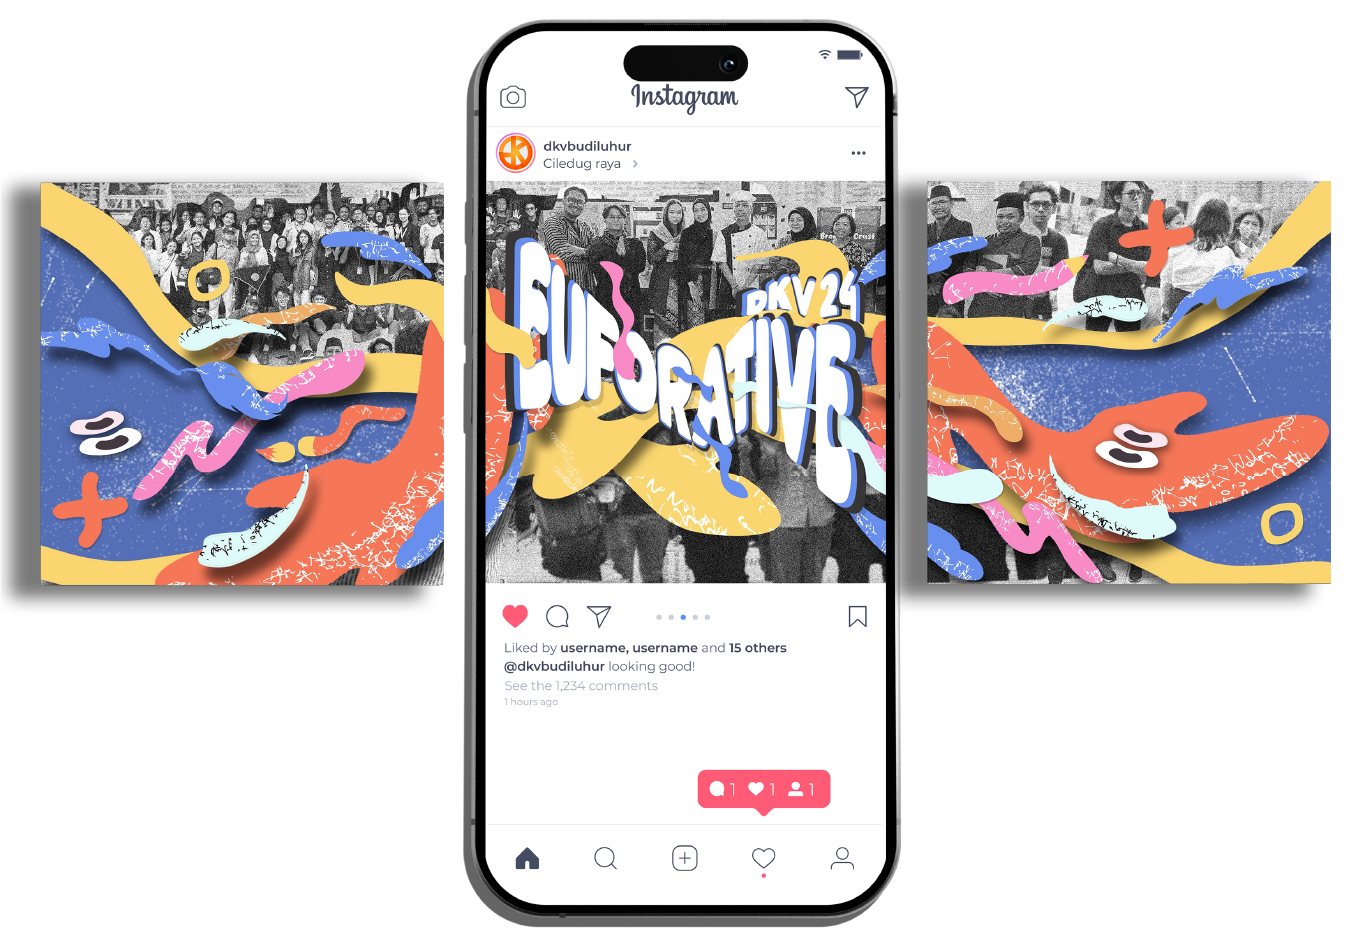 Instagram
dkvbudiluhur
Ciledug raya
DKV 24
EUFORATIVE
Liked by username, username and 15 others
@dkvbudiluhur looking good!
See the 1,234 comments
1 hours ago
1 1 1